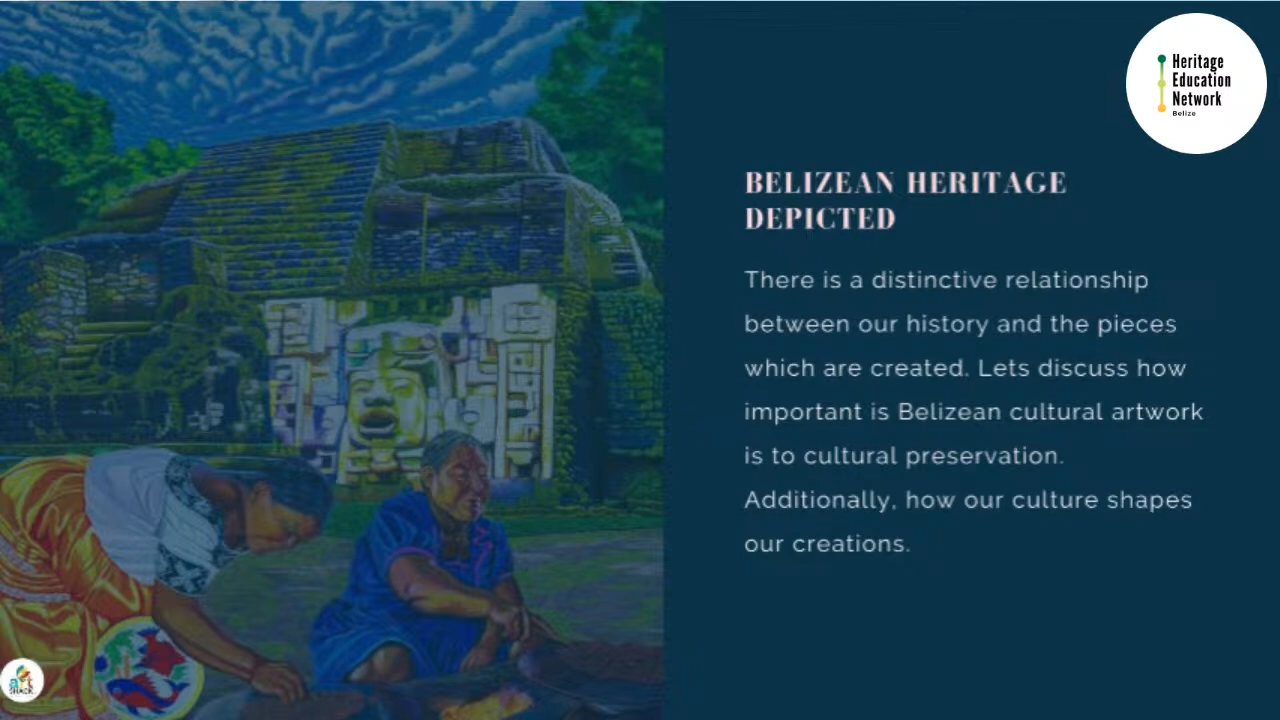 Heritage
Education
Network
Belize
BELIZEAN HERITAGE
DEPICTED
There is a distinctive relationship
between our history and the pieces
which are created. Lets discuss how
important is Belizean cultural artwork
is to cultural preservation.
Additionally, how our culture shapes
our creations.
art
SHACK